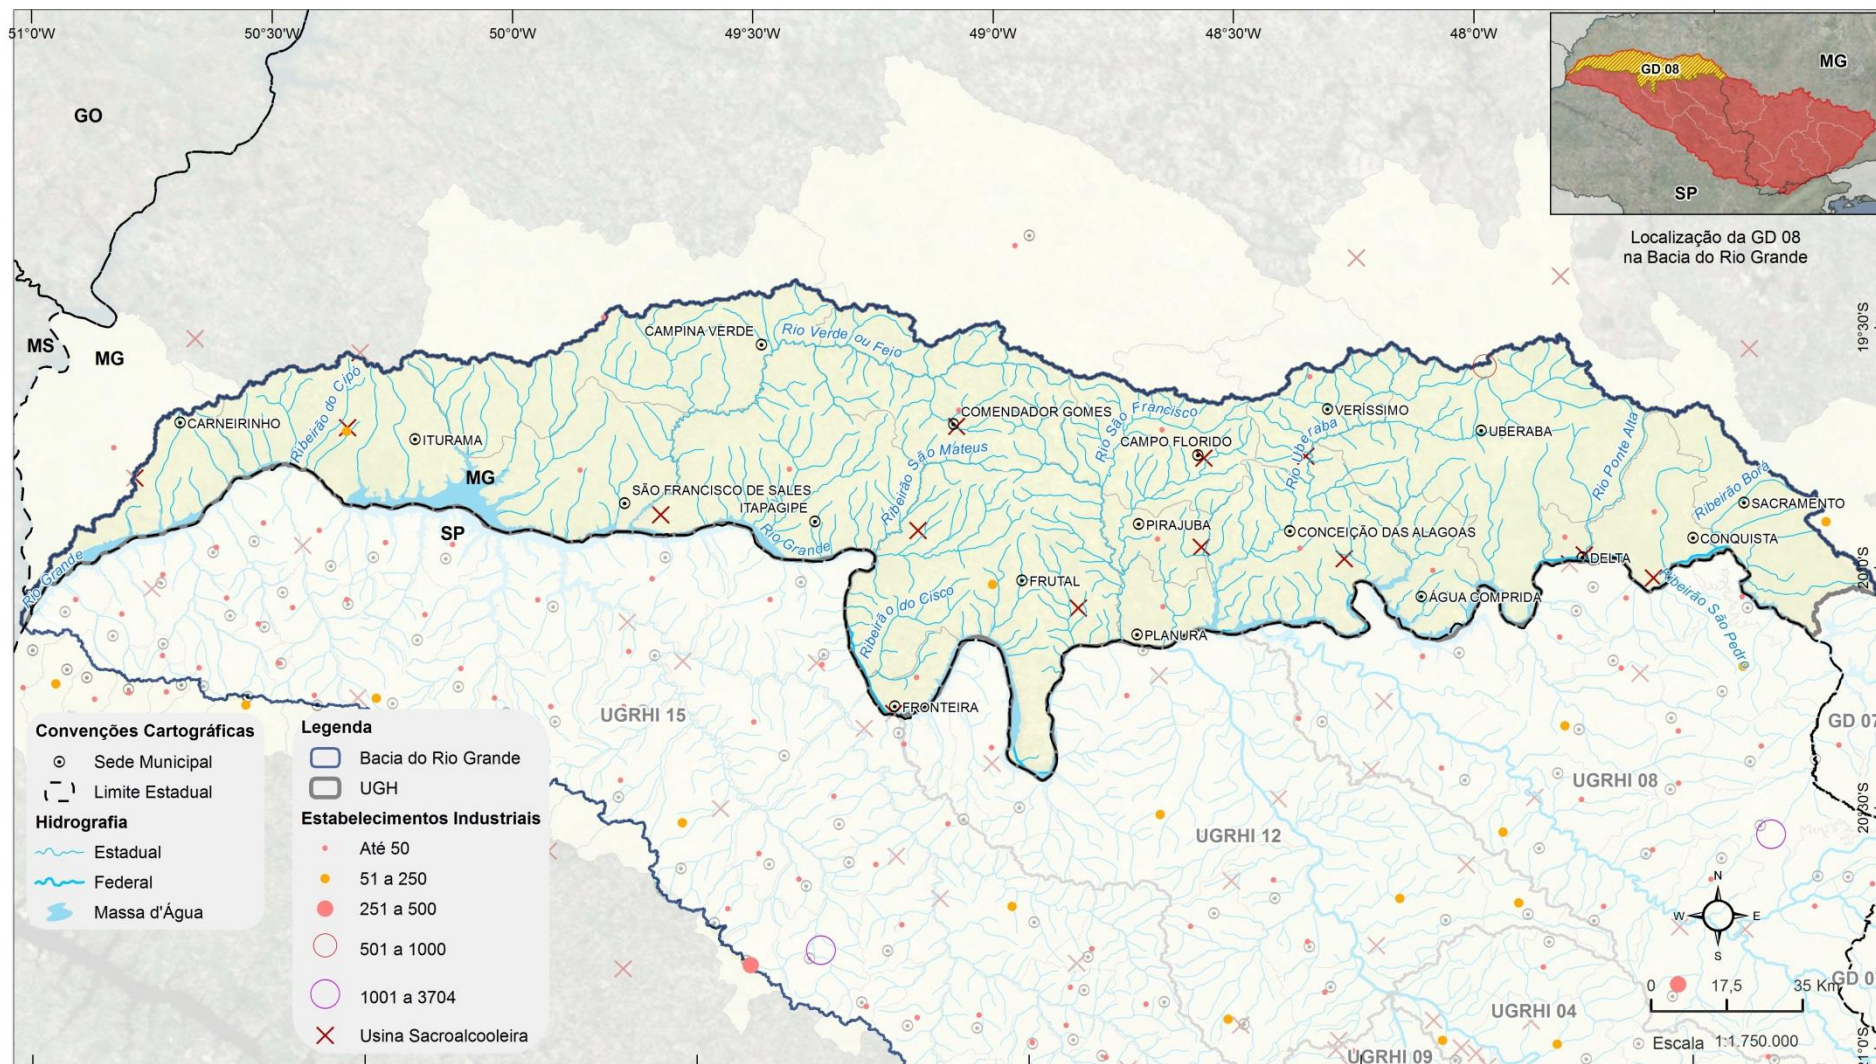 51°0'W
50°30'W
50°0'W
49°30'W
49°0'W
48°30'W
48°0'W
GO
GD 08
MG
SP
Localização da GD 08
na Bacia do Rio Grande
19°30'S
MS
MG
CAMPINA VERDE
Rio Verde ou Feio
CARNEIRINHO
Ribeirão do Cipó
ITURAMA
COMENDADOR GOMES
Rio São Francisco
VERÍSSIMO
CAMPO FLORIDO
Rio Uberaba
UBERABA
Rio Ponte Alta
Ribeirão São Mateus
MG
SÃO FRANCISCO DE SALES
ITAPAGIPE
Ribeirão Borá
SACRAMENTO
SP
Rio Grande
PIRAJUBA
CONCEIÇÃO DAS ALAGOAS
CONQUISTA
DELTA
20°0'S
Rio Grande
FRUTAL
ÁGUA COMPRIDA
Ribeirão do Cisco
PLANURA
Ribeirão São Pedro
FRONTEIRA
UGRHI 15
GD 07
Convenções Cartográficas
Sede Municipal
Limite Estadual
Hidrografia
Estadual
Federal
Massa d'Água
Legenda
Bacia do Rio Grande
UGH
Estabelecimentos Industriais
Até 50
51 a 250
251 a 500
501 a 1000
1001 a 3704
Usina Sacroalcooleira
UGRHI 08
20°30'S
UGRHI 12
N
W
E
S
GD 0
0
17,5
35 Km
UGRHI 04
Escala 1:1.750.000
UGRHI 09